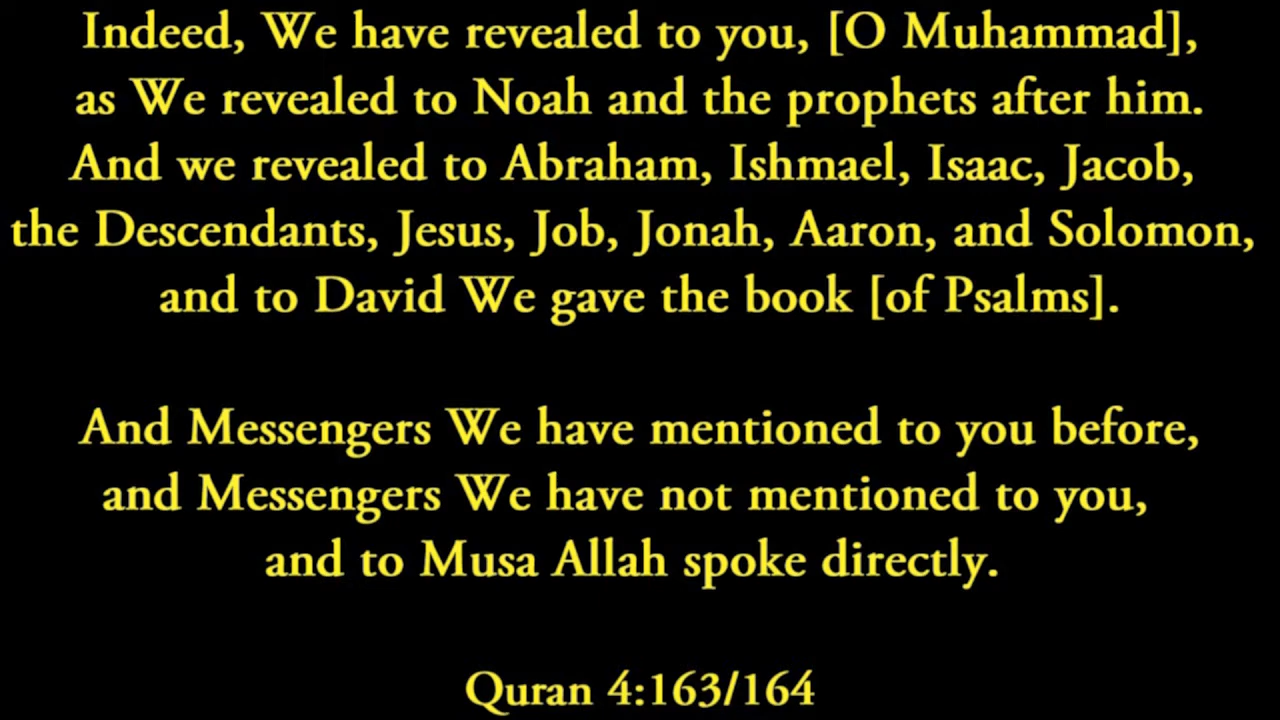 Indeed, We have revealed to you, [O Muhammad],
as We revealed to Noah and the prophets after him.
And we revealed to Abraham, Ishmael, Isaac, Jacob,
the Descendants, Jesus, Job, Jonah, Aaron, and Solomon,
and to David We gave the book [of Psalms].
And Messengers We have mentioned to you before,
and Messengers We have not mentioned to you,
and to Musa Allah spoke directly.
Quran 4:163/164